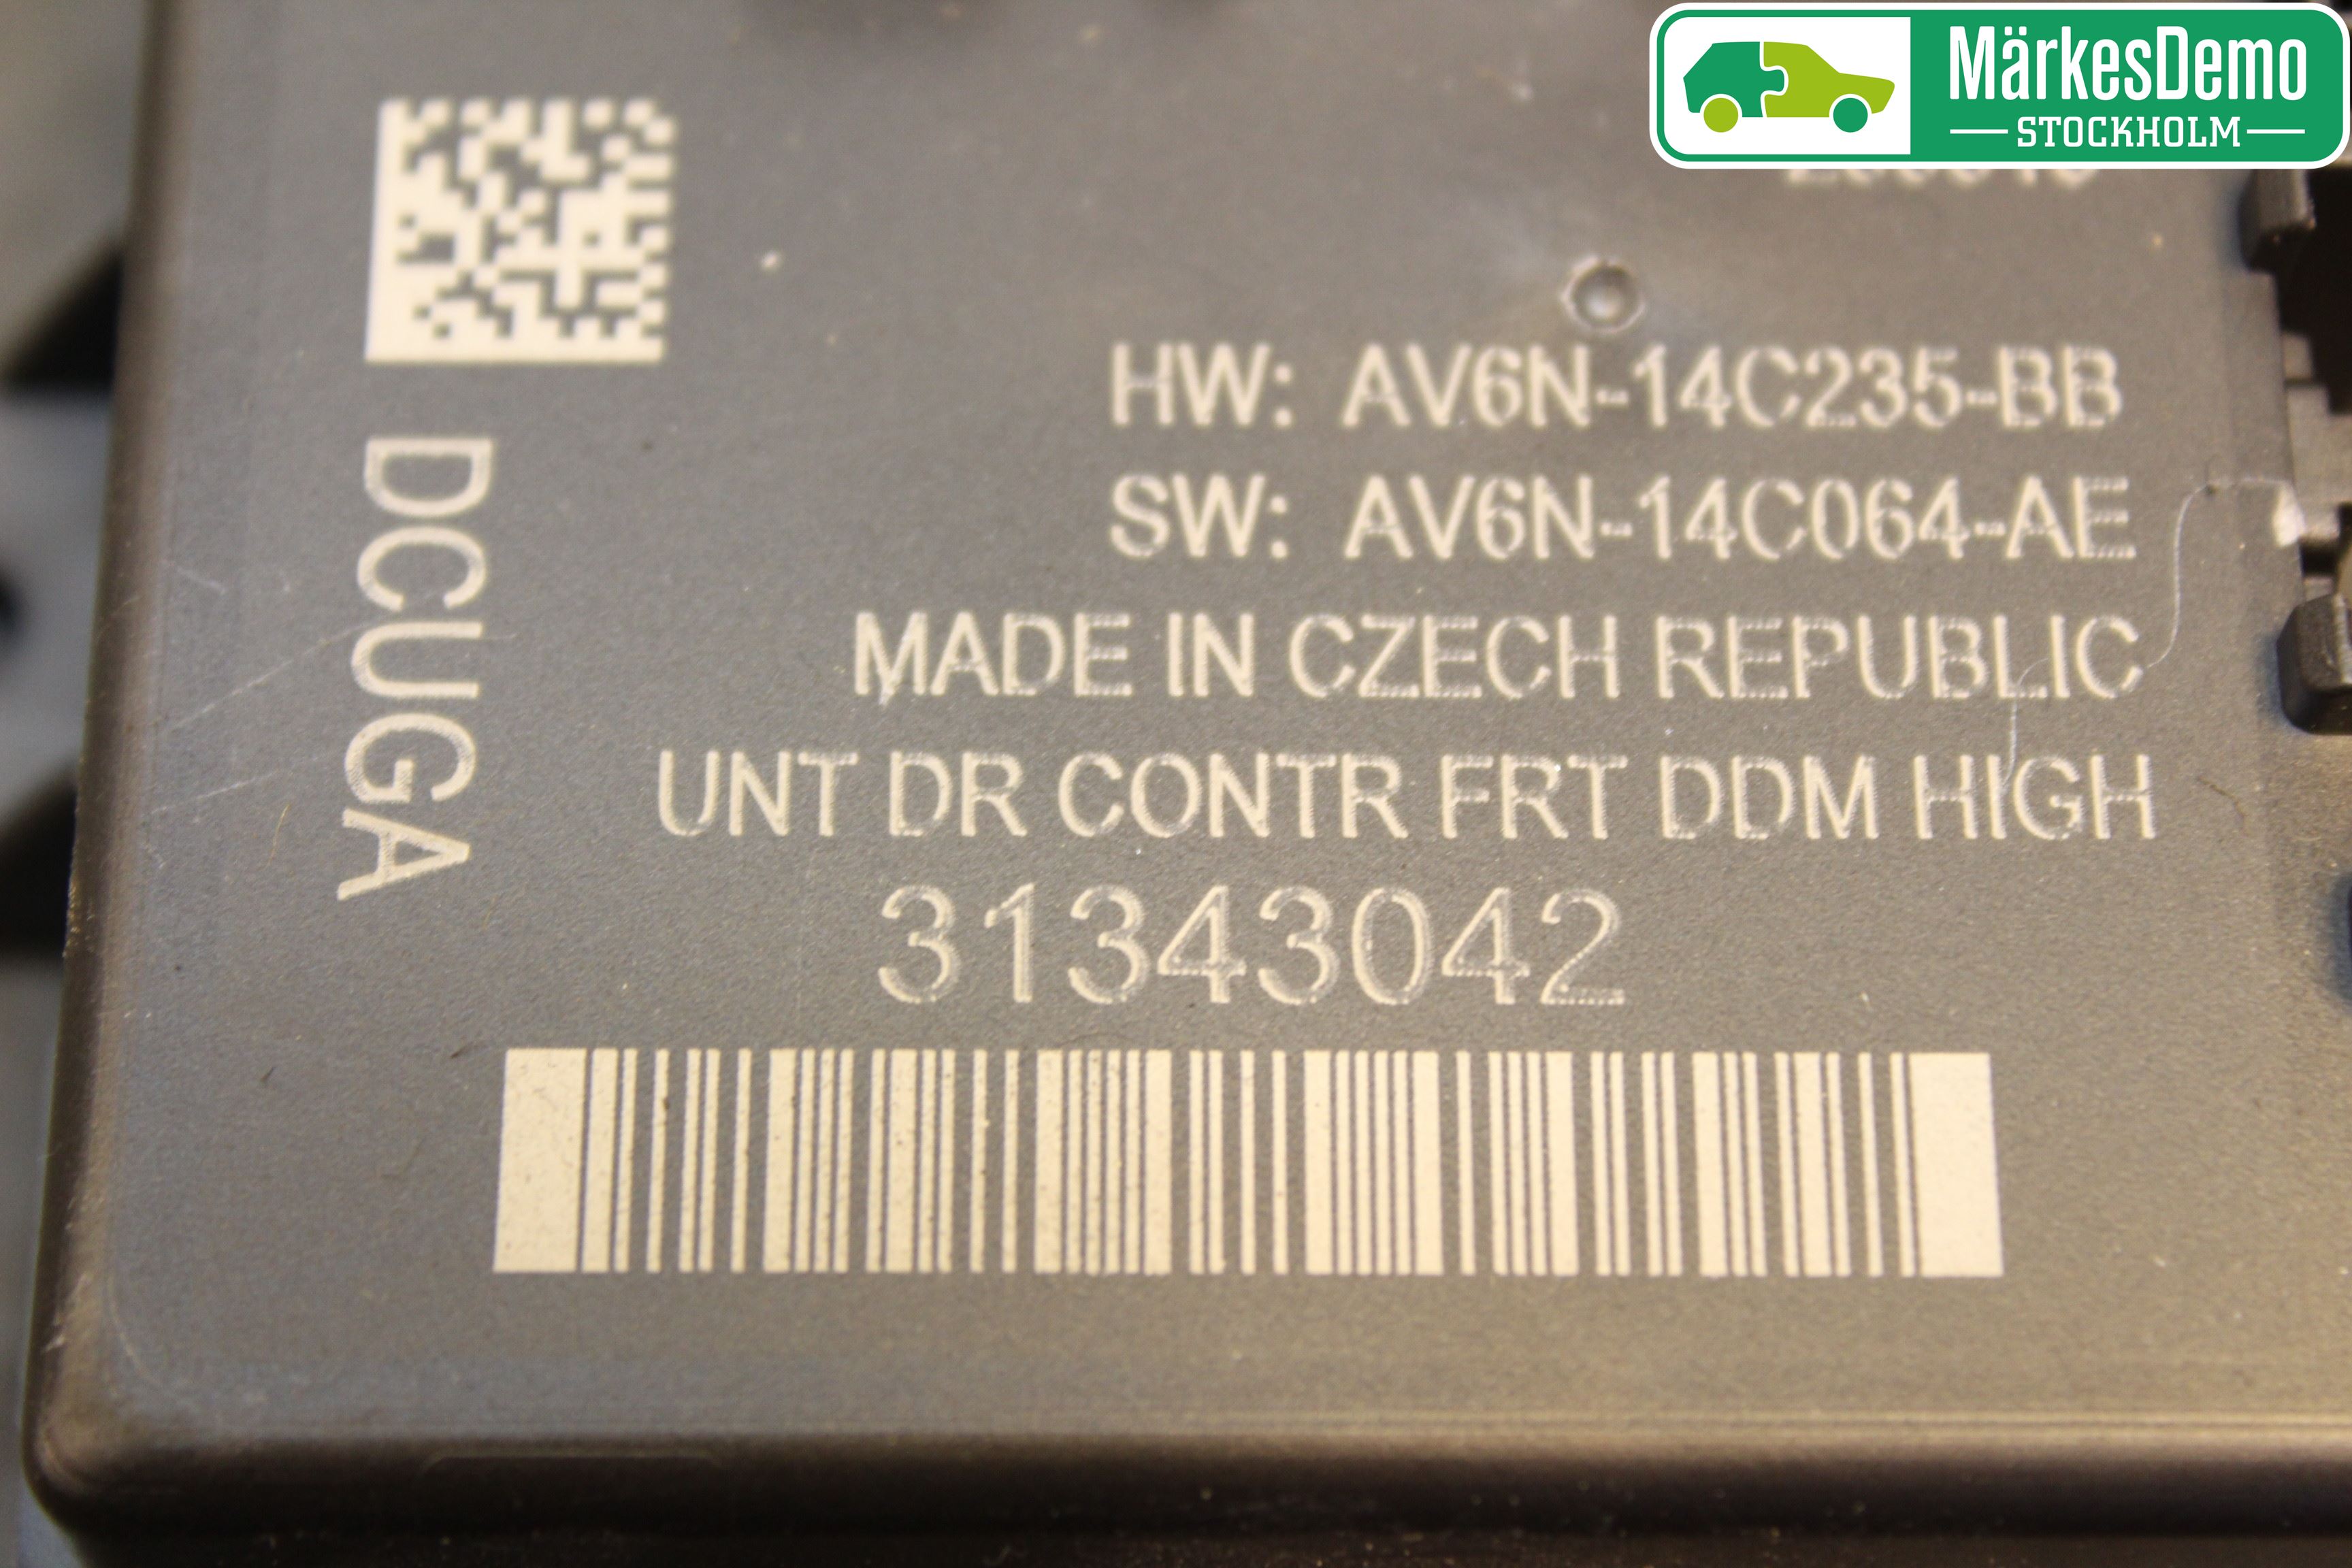 MärkesDemo
STOCKHOLM
HW: AV6N-14C235-BB
SW: AV6N-14C064-AE
MADE IN CZECH REPUBLIC
UNT DR CONTR FRT DDM HIGH
31343042
DCUGA